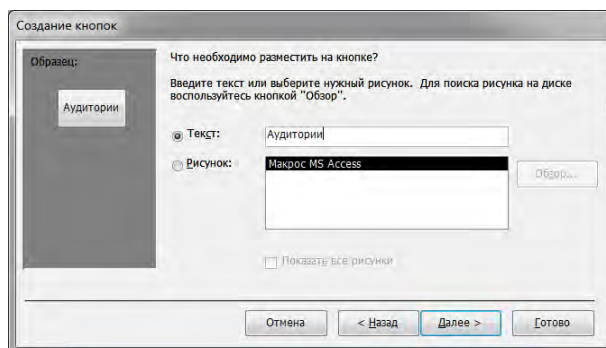 Создание кнопок
Образец:
Аудитории
Что необходимо разместить на кнопке?
Введите текст или выберите нужный рисунок. Для поиска рисунка на диске
воспользуйтесь кнопкой "Обзор".
Текст:
Аудитории
Рисунок:
Макрос MS Access
Обзор...
Показать все рисунки
Отмена
< Назад
Далее >
Готово